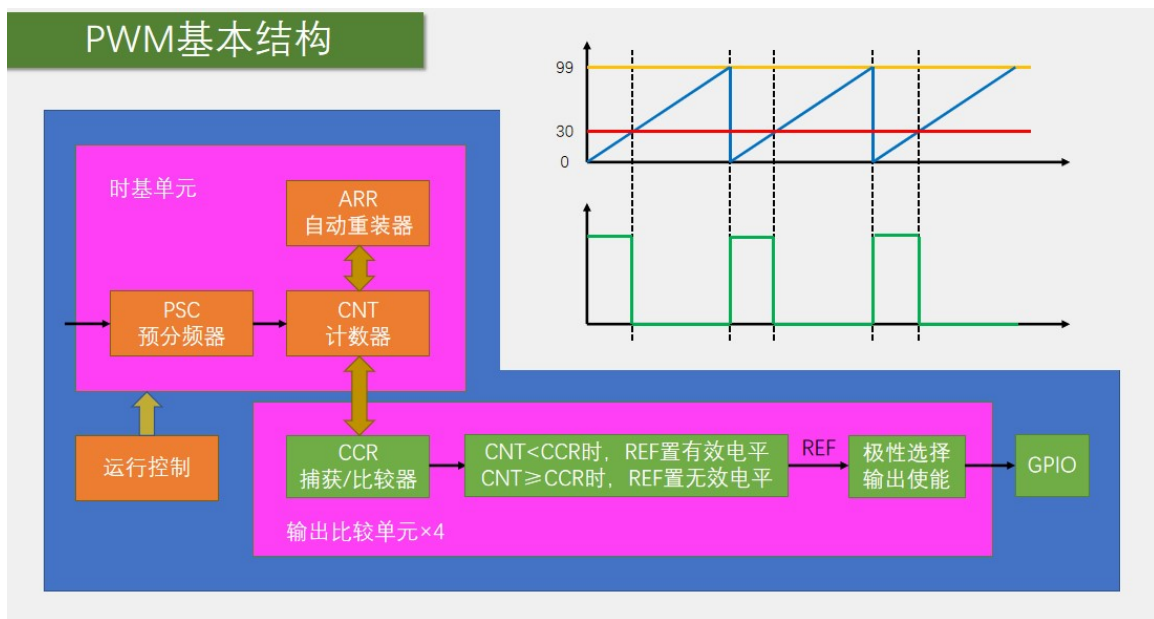 PWM基本结构
99
30
0
时基单元
ARR
自动重装器
PSC
预分频器
CNT
计数器
运行控制
CCR
捕获/比较器
CNT<CCR时，REF置有效电平
CNT≥CCR时，REF置无效电平
REF
极性选择
输出使能
GPIO
输出比较单元×4